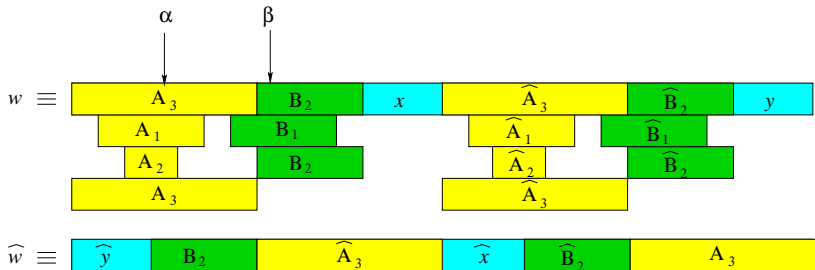 α β
w ≡ A₃ B₂ x Â₃ B̂₂ y
A₁ B₁ Â₁ B̂₁
A₂ B₂ Â₂ B̂₂
A₃ Â₃
ŵ ≡ ŷ B₂ Â₃ x̂ B̂₂ A₃